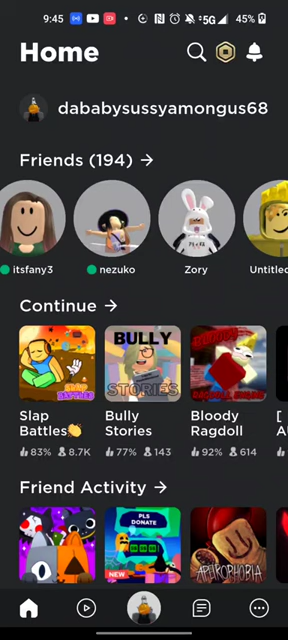 9:45
5G
45%
Home
dababysussyamongus68
Friends (194) →
itsfany3
nezuko
Zory
Untitled
Continue →
BULLY
STORIES
Slap
Battles👏
Bully
Stories
Bloody
Ragdoll
[
83% 8.7K
77% 143
92% 614
Friend Activity →
PLS
DONATE
NEW
APEIROPHOBIA